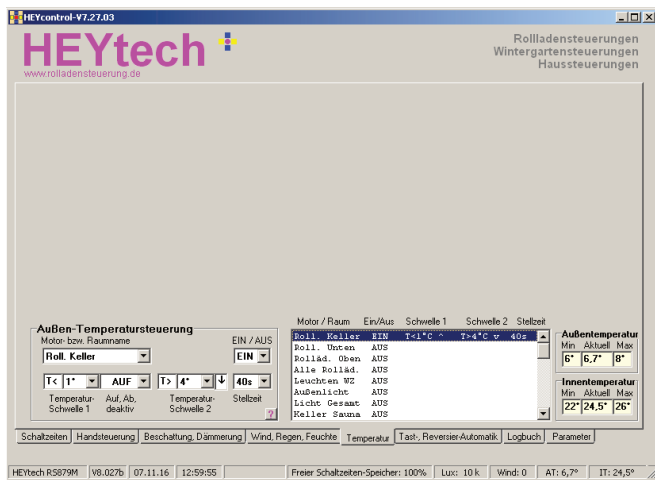 HEYcontrol-V7.27.03
HEYtech
www.rolladensteuerung.de
Rollladensteuerungen
Wintergartensteuerungen
Haussteuerungen
Außen-Temperatursteuerung
Motor- bzw. Raumname EIN / AUS
Roll. Keller EIN
T< 1° AUF T> 4° 40s
Temperatur-Schwelle 1 Auf, Ab, deaktiv Temperatur-Schwelle 2 Stellzeit
?
Motor / Raum Ein/Aus Schwelle 1 Schwelle 2 Stellzeit
Roll. Keller EIN T<1°C ^ T>4°C v 40s
Roll. Unten AUS
Rolläd. Oben AUS
Alle Rolläd. AUS
Leuchten WZ AUS
Außenlicht AUS
Licht Gesamt AUS
Keller Sauna AUS
Außentemperatur
Min Aktuell Max
6° 6,7° 8°
Innentemperatur
Min Aktuell Max
22° 24,5° 26°
Schaltzeiten Handsteuerung Beschattung, Dämmerung Wind, Regen, Feuchte Temperatur Tast-, Reversier-Automatik Logbuch Parameter
HEYtech RS879M V8.027b 07.11.16 12:59:55 Freier Schaltzeiten-Speicher: 100% Lux: 10 k Wind: 0 AT: 6,7° IT: 24,5°